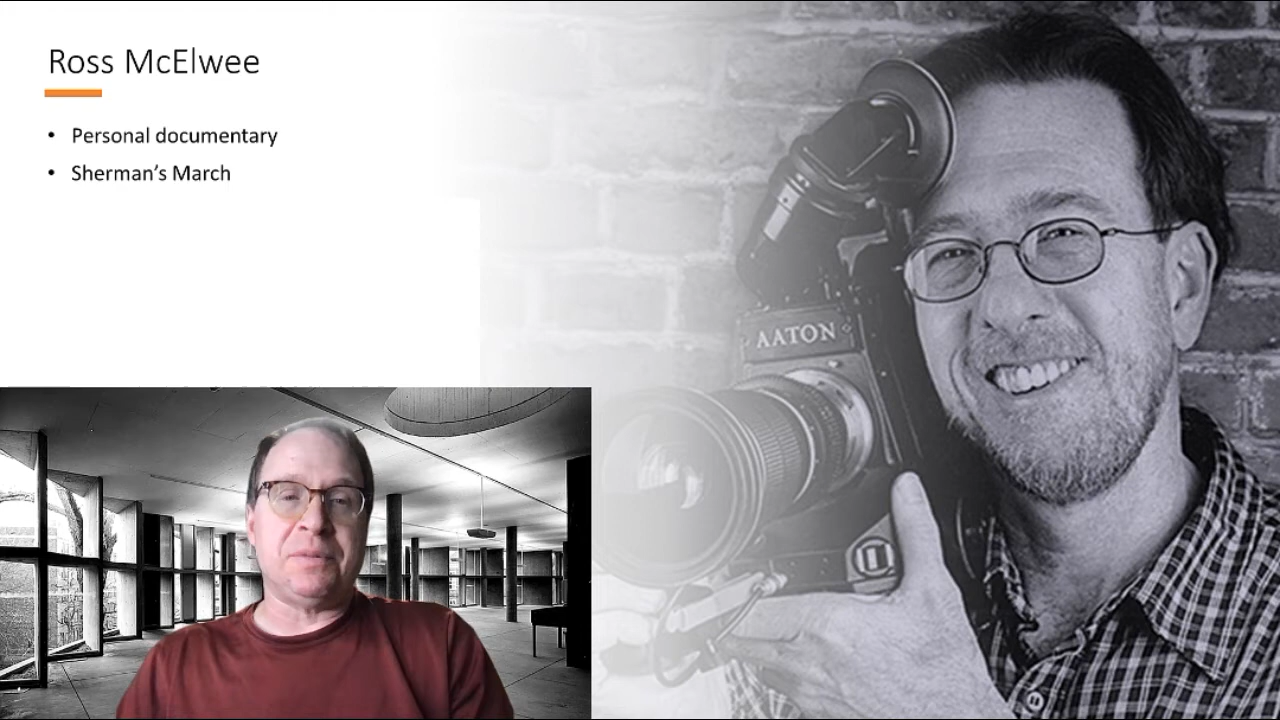 Ross McElwee
• Personal documentary
• Sherman’s March
AATON